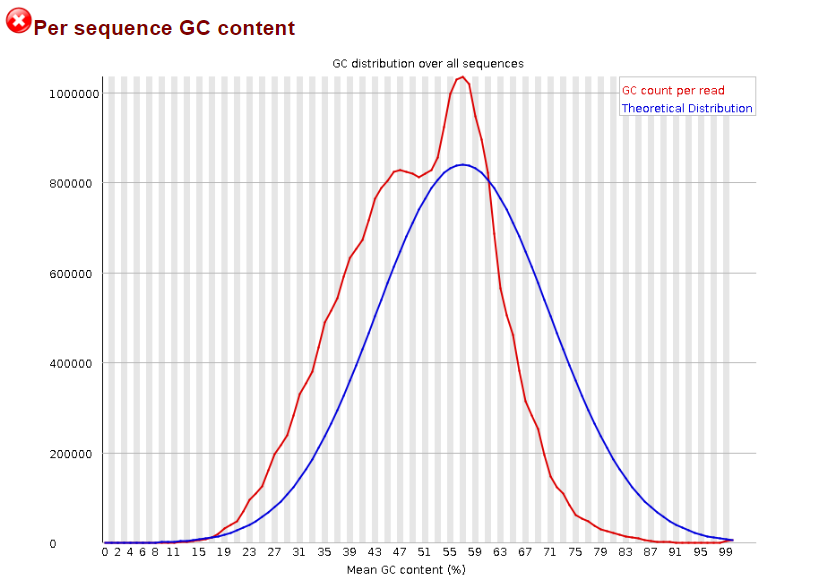 Per sequence GC content
GC distribution over all sequences
GC count per read
Theoretical Distribution
1000000
800000
600000
400000
200000
0
0 2 4 6 8 11 15 19 23 27 31 35 39 43 47 51 55 59 63 67 71 75 79 83 87 91 95 99
Mean GC content (%)